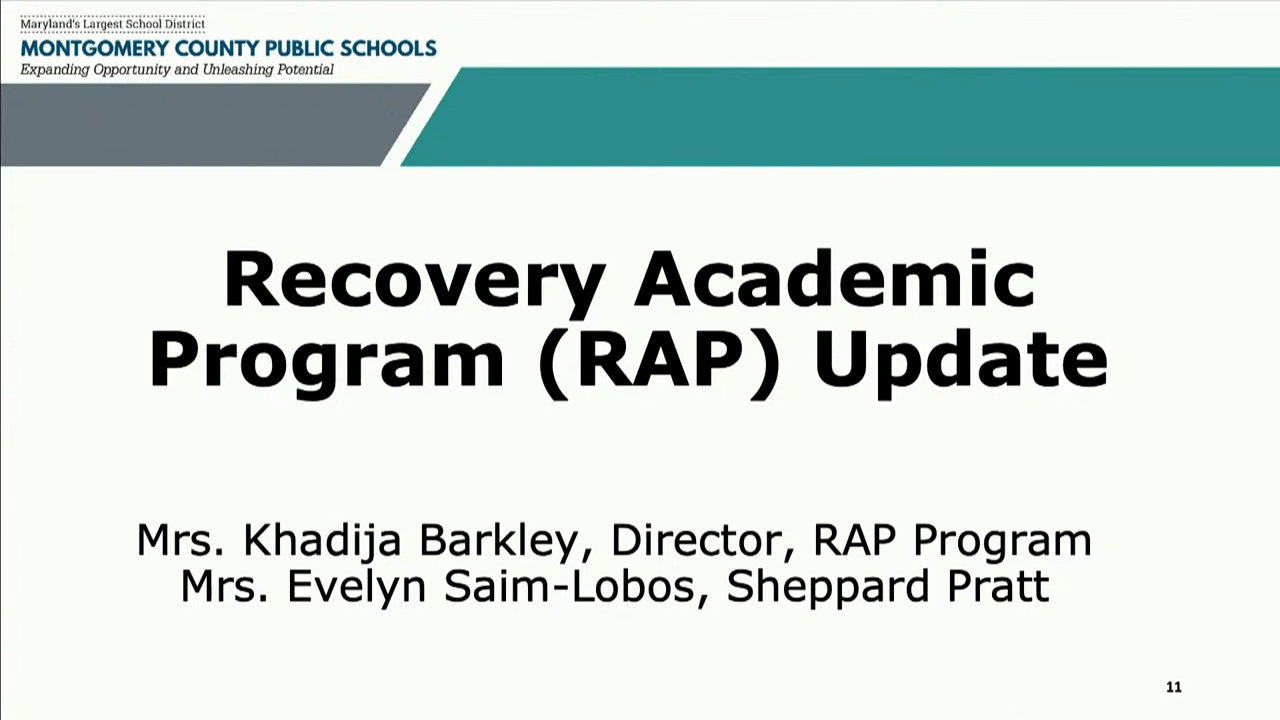 Maryland's Largest School District
MONTGOMERY COUNTY PUBLIC SCHOOLS
Expanding Opportunity and Unleashing Potential
Recovery Academic
Program (RAP) Update
Mrs. Khadija Barkley, Director, RAP Program
Mrs. Evelyn Saim-Lobos, Sheppard Pratt
11